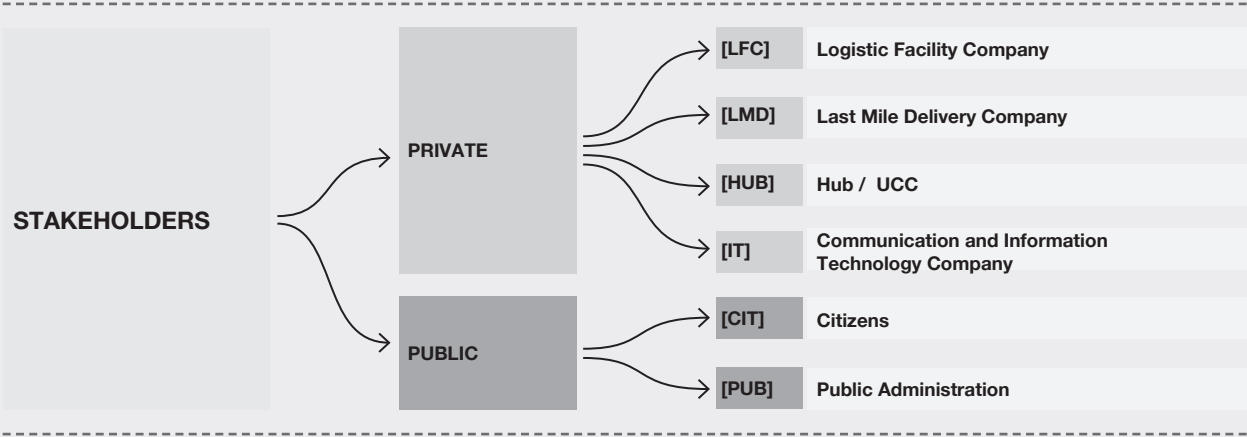 STAKEHOLDERS
PRIVATE
[LFC] Logistic Facility Company
[LMD] Last Mile Delivery Company
[HUB] Hub / UCC
[IT] Communication and Information
Technology Company
PUBLIC
[CIT] Citizens
[PUB] Public Administration